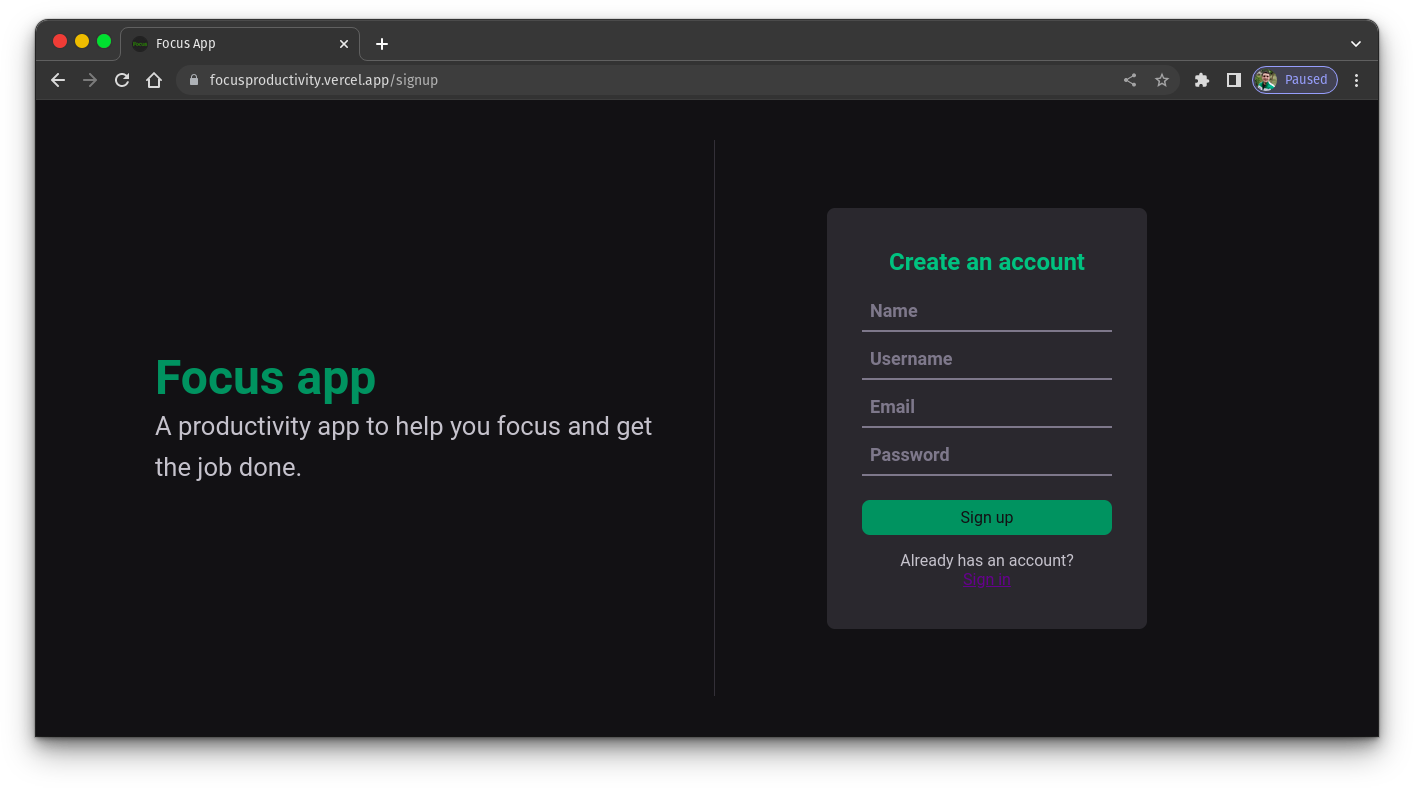 Focus App
focusproductivity.vercel.app/signup
Paused
Focus app
A productivity app to help you focus and get
the job done.
Create an account
Name
Username
Email
Password
Sign up
Already has an account?
Sign in